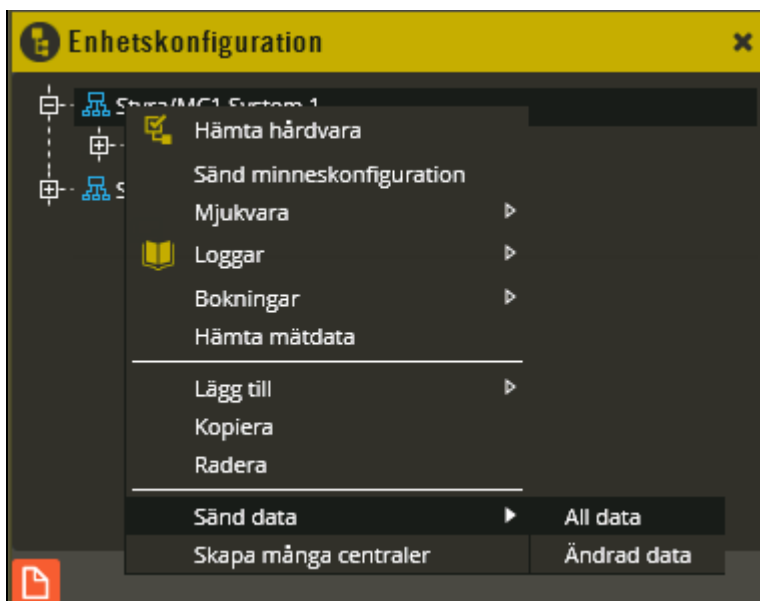 Enhetskonfiguration
Styra/MC1 System 1
Hämta hårdvara
Sänd minneskonfiguration
Mjukvara
Loggar
Bokningar
Hämta mätdata
Lägg till
Kopiera
Radera
Sänd data
All data
Skapa många centraler
Ändrad data